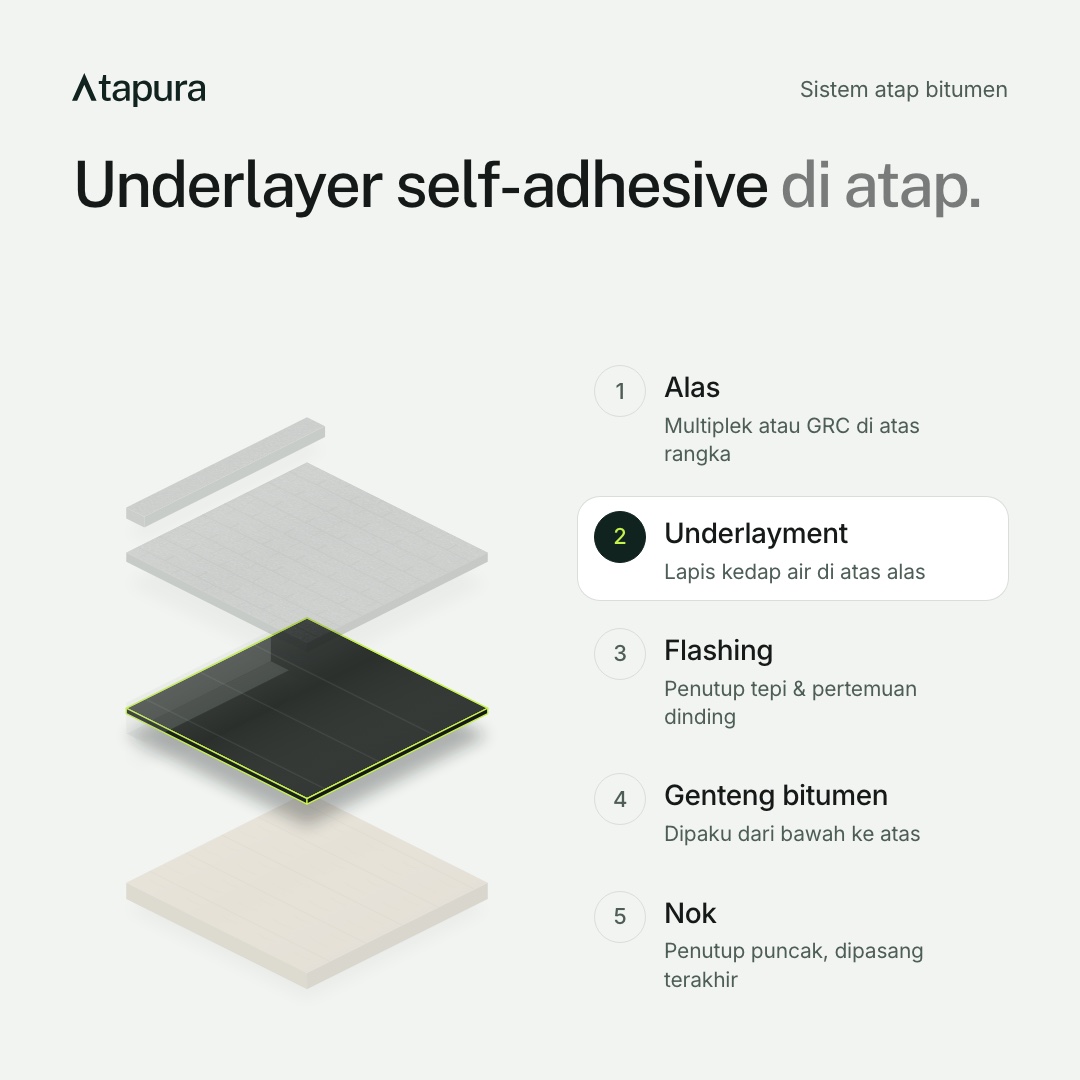 Atapura
Sistem atap bitumen
Underlayer self-adhesive di atap.
1
Alas
Multiplek atau GRC di atas
rangka
2
Underlayment
Lapis kedap air di atas alas
3
Flashing
Penutup tepi & pertemuan
dinding
4
Genteng bitumen
Dipaku dari bawah ke atas
5
Nok
Penutup puncak, dipasang
terakhir